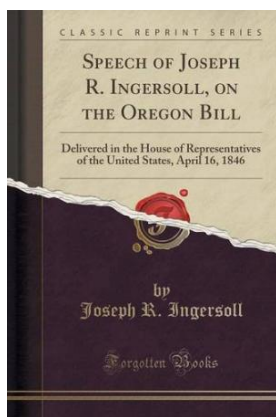 CLASSIC REPRINT SERIES
SPEECH OF JOSEPH
R. INGERSOLL, ON
THE OREGON BILL
Delivered in the House of Representatives
of the United States, April 16, 1846
by
Joseph R. Ingersoll
Forgotten Books